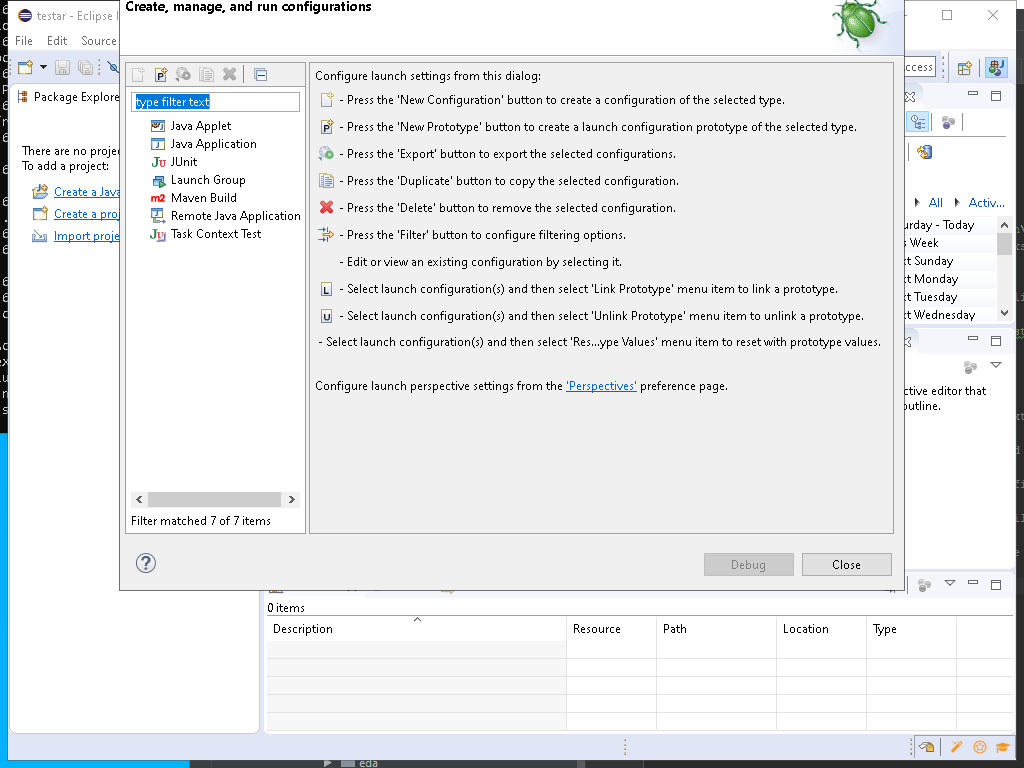 testar - Eclipse I
Create, manage, and run configurations
File Edit Source
type filter text
Java Applet
Java Application
JUnit
Launch Group
Maven Build
Remote Java Application
Task Context Test
Filter matched 7 of 7 items
Configure launch settings from this dialog:
- Press the 'New Configuration' button to create a configuration of the selected type.
- Press the 'New Prototype' button to create a launch configuration prototype of the selected type.
- Press the 'Export' button to export the selected configurations.
- Press the 'Duplicate' button to copy the selected configuration.
- Press the 'Delete' button to remove the selected configuration.
- Press the 'Filter' button to configure filtering options.
- Edit or view an existing configuration by selecting it.
- Select launch configuration(s) and then select 'Link Prototype' menu item to link a prototype.
- Select launch configuration(s) and then select 'Unlink Prototype' menu item to unlink a prototype.
- Select launch configuration(s) and then select 'Res...ype Values' menu item to reset with prototype values.
Configure launch perspective settings from the 'Perspectives' preference page.
Debug Close
Package Explore
There are no projec
To add a project:
Create a Java
Create a proj
Import proje
ccess
All Activ...
urday - Today
s Week
xt Sunday
xt Monday
xt Tuesday
xt Wednesday
ctive editor that
outline.
0 items
Description Resource Path Location Type
eda